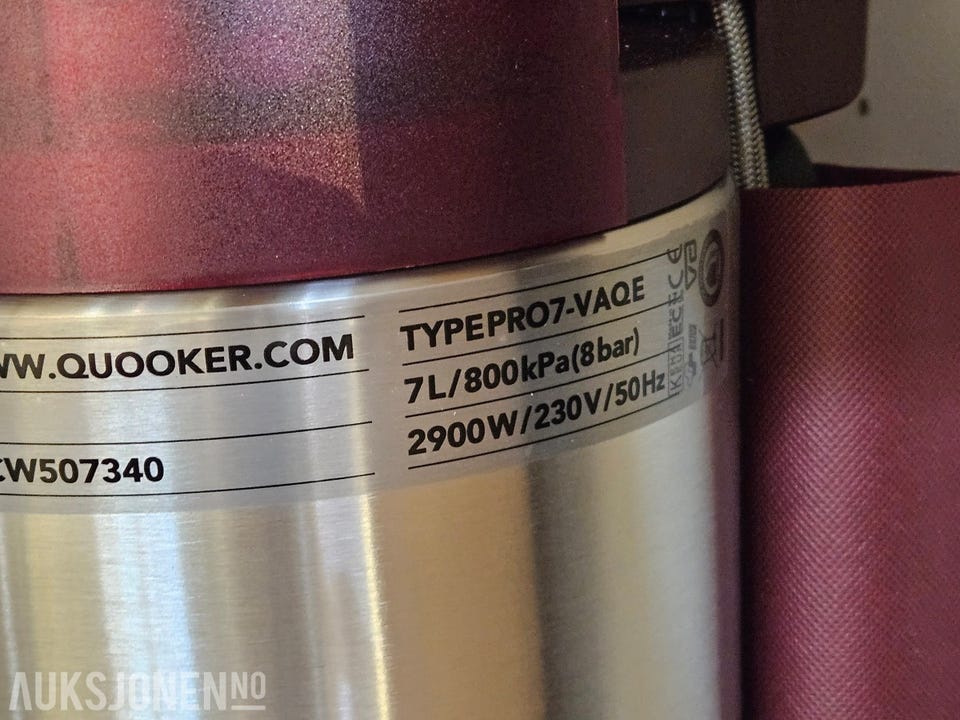 WW.QUOOKER.COM
CW507340
TYPE PRO7-VAQE
7L/800kPa(8bar)
2900W/230V/50Hz
AUKSJONEN.NO